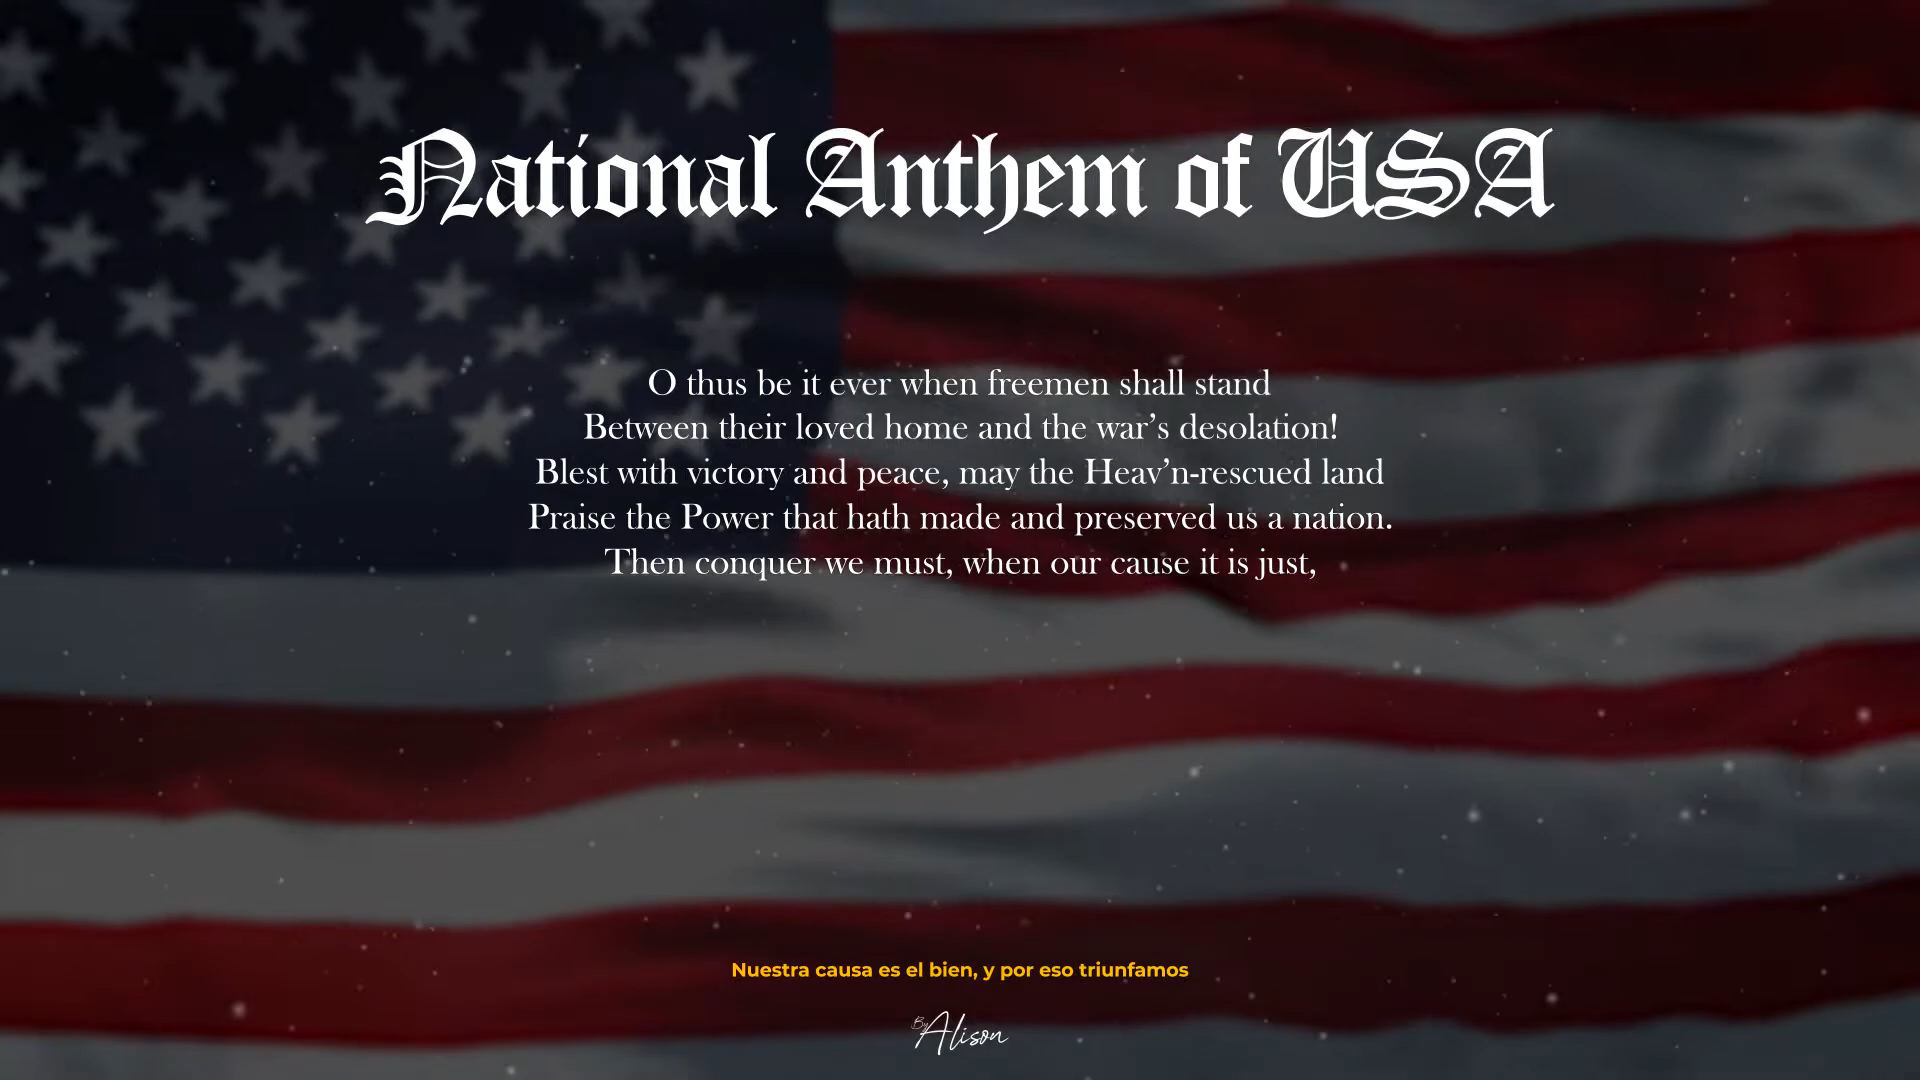 National Anthem of USA
O thus be it ever when freemen shall stand
Between their loved home and the war’s desolation!
Blest with victory and peace, may the Heav’n-rescued land
Praise the Power that hath made and preserved us a nation.
Then conquer we must, when our cause it is just,
Nuestra causa es el bien, y por eso triunfamos
By Alison